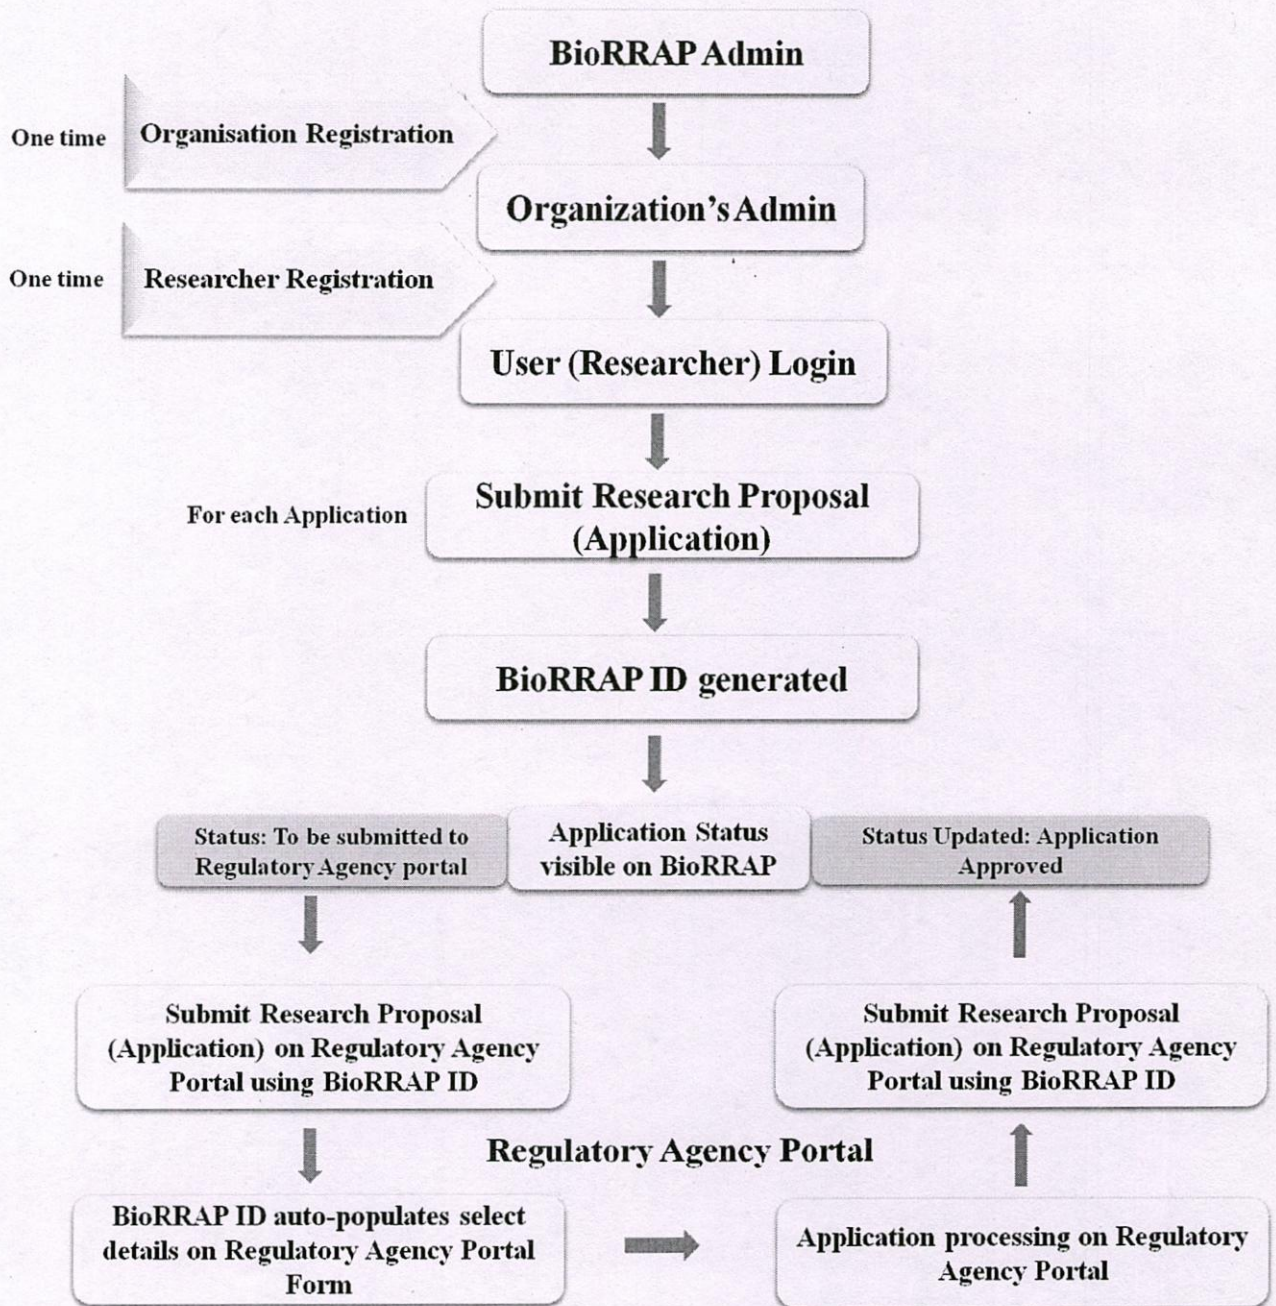 BioRRAP Admin
One time
Organisation Registration
Organization's Admin
One time
Researcher Registration
User (Researcher) Login
For each Application
Submit Research Proposal
(Application)
BioRRAP ID generated
Status: To be submitted to
Regulatory Agency portal
Application Status
visible on BioRRAP
Status Updated: Application
Approved
Submit Research Proposal
(Application) on Regulatory Agency
Portal using BioRRAP ID
Submit Research Proposal
(Application) on Regulatory Agency
Portal using BioRRAP ID
Regulatory Agency Portal
BioRRAP ID auto-populates select
details on Regulatory Agency Portal
Form
Application processing on Regulatory
Agency Portal